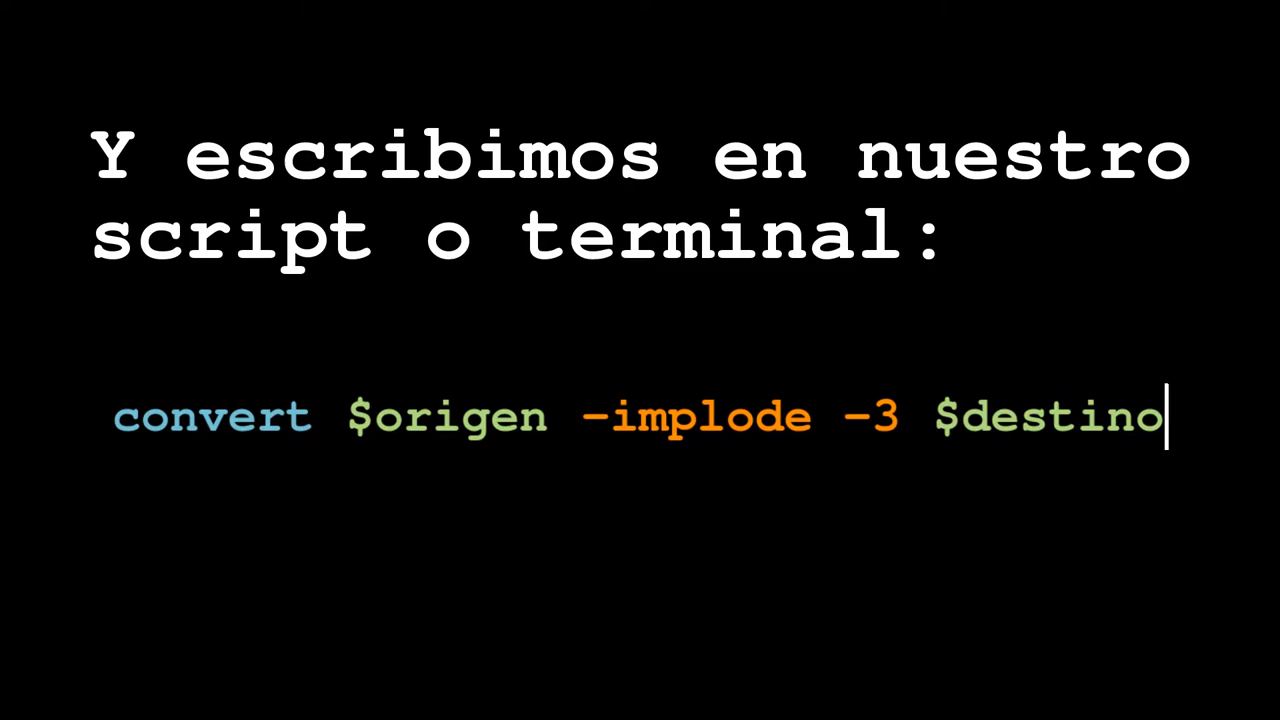 Y escribimos en nuestro
script o terminal:
convert $origen -implode -3 $destino